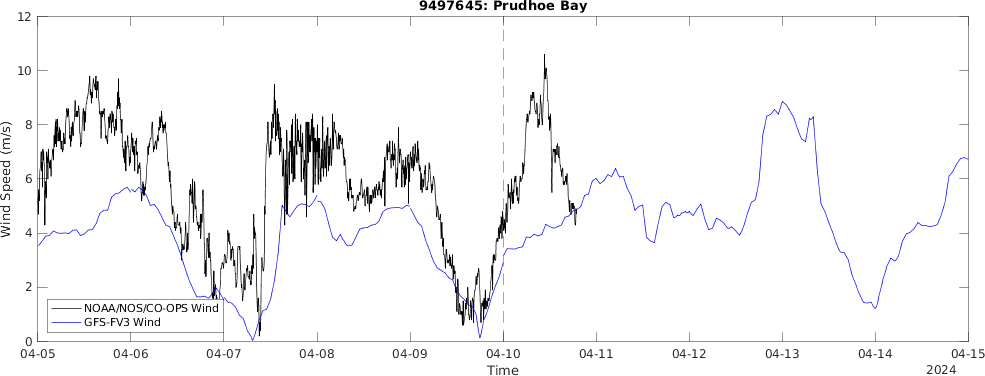 9497645: Prudhoe Bay
12
10
8
6
4
2
0
Wind Speed (m/s)
NOAA/NOS/CO-OPS Wind
GFS-FV3 Wind
04-05 04-06 04-07 04-08 04-09 04-10 04-11 04-12 04-13 04-14 04-15
Time
2024